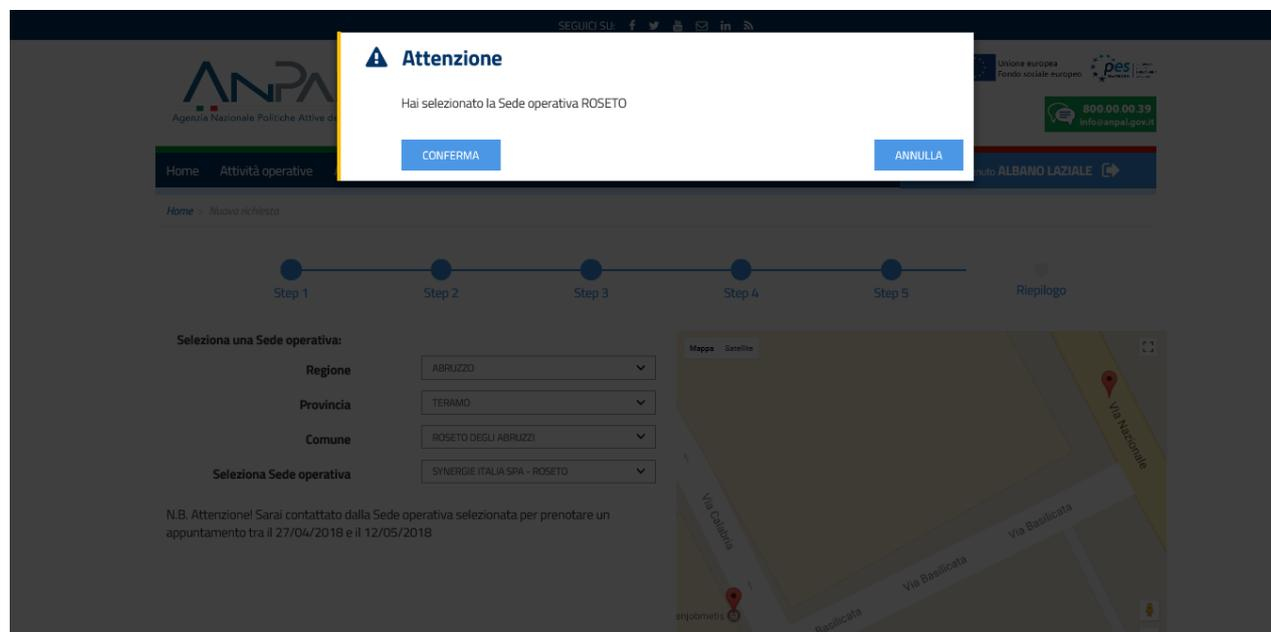 SEGUICI SU:
Attenzione
Hai selezionato la Sede operativa ROSETO
CONFERMA
ANNULLA
ANPA
Agenzia Nazionale Politiche Attive de
Unione europea
Fondo sociale europeo
pes
800.00.00.39
info@anpal.gov.it
Home Attività operative
nuto ALBANO LAZIALE
Home > Nuova richiesta
Step 1 Step 2 Step 3 Step 4 Step 5 Riepilogo
Seleziona una Sede operativa:
Regione ABRUZZO
Provincia TERAMO
Comune ROSETO DEGLI ABRUZZI
Seleziona Sede operativa SYNERGIE ITALIA SPA - ROSETO
N.B. Attenzione! Sarai contattato dalla Sede operativa selezionata per prenotare un
appuntamento tra il 27/04/2018 e il 12/05/2018
Mappa Satellite
Via Nazionale
Via Calabria
Via Basilicata
Via Basilicata
Basilicata
enjobmetis